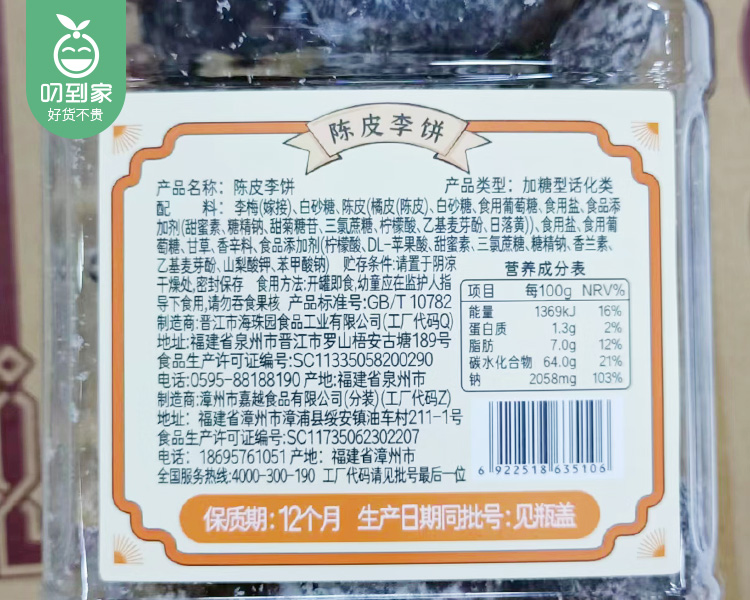 叨到家
好货不贵
陈皮李饼
产品名称：陈皮李饼 产品类型：加糖型话化类
配 料：李梅(嫁接)、白砂糖、陈皮(橘皮(陈皮)、白砂糖、食用葡萄糖、食用盐、食品添
加剂(甜蜜素、糖精钠、甜菊糖苷、三氯蔗糖、柠檬酸、乙基麦芽酚、日落黄))、食用盐、食用葡
萄糖、甘草、香辛料、食品添加剂(柠檬酸、DL-苹果酸、甜蜜素、三氯蔗糖、糖精钠、香兰素、
乙基麦芽酚、山梨酸钾、苯甲酸钠) 贮存条件:请置于阴凉
干燥处,密封保存 食用方法:开罐即食,幼童应在监护人指
导下食用,请勿吞食果核 产品标准号:GB/T 10782
制造商:晋江市海珠园食品工业有限公司(工厂代码Q)
地址:福建省泉州市晋江市罗山梧安古塘189号
食品生产许可证编号:SC11335058200290
电话:0595-88188190 产地:福建省泉州市
制造商:漳州市嘉越食品有限公司(分装)(工厂代码Z)
地址：福建省漳州市漳浦县绥安镇油车村211-1号
食品生产许可证编号:SC11735062302207
电话：18695761051 产地：福建省漳州市
全国服务热线:4000-300-190 工厂代码请见批号最后一位
营养成分表
项目 每100g NRV%
能量 1369kJ 16%
蛋白质 1.3g 2%
脂肪 7.0g 12%
碳水化合物 64.0g 21%
钠 2058mg 103%
6 922518 635106
保质期：12个月 生产日期同批号：见瓶盖